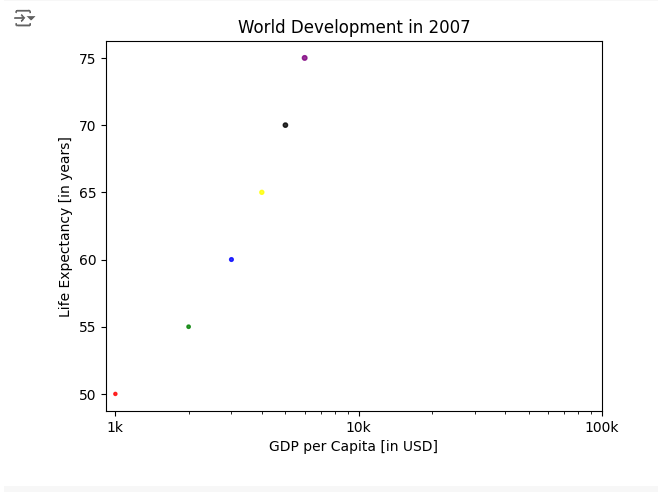 World Development in 2007
Life Expectancy [in years]
75
70
65
60
55
50
1k 10k 100k
GDP per Capita [in USD]